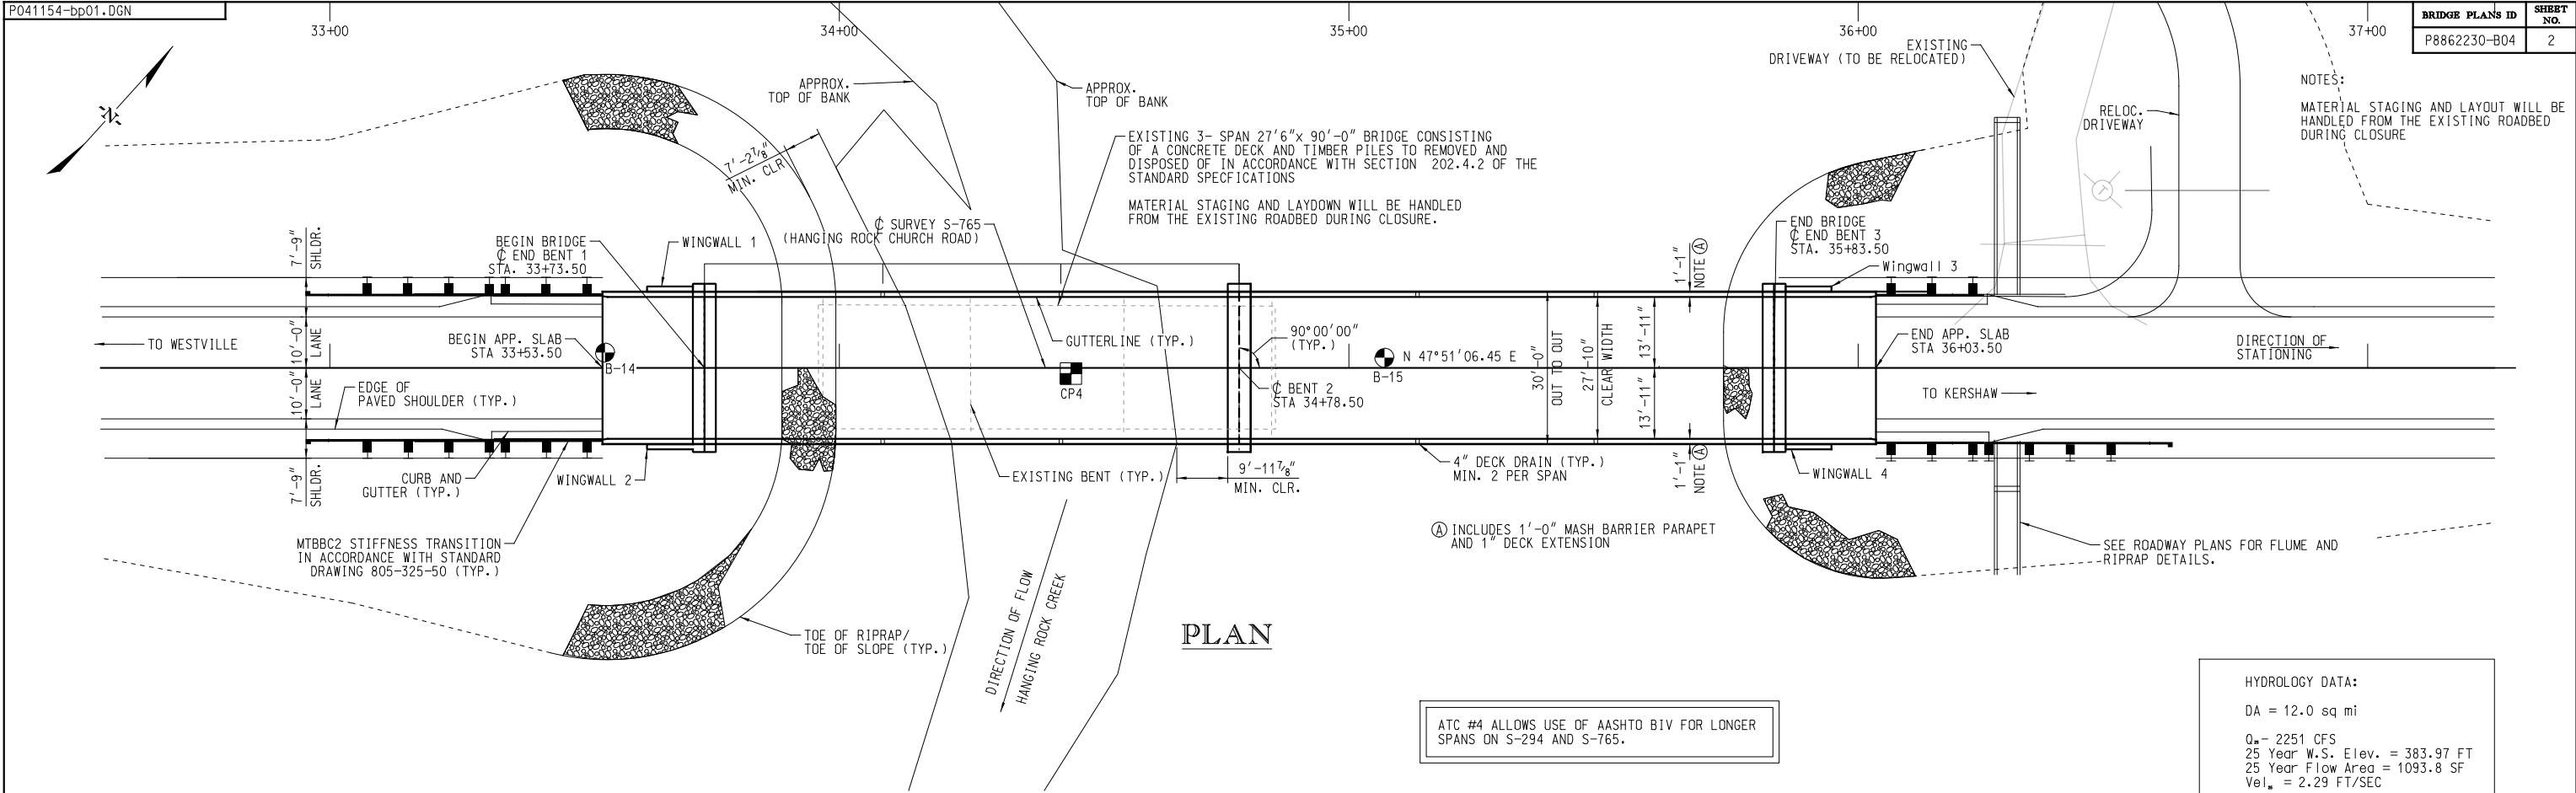 P041154-bp01.DGN
33+00
34+00
35+00
36+00
37+00
BRIDGE PLANS ID
SHEET
NO.
P8862230-B04
2
N
APPROX.
TOP OF BANK
APPROX.
TOP OF BANK
EXISTING
DRIVEWAY (TO BE RELOCATED)
RELOC.
DRIVEWAY
NOTES:
MATERIAL STAGING AND LAYOUT WILL BE
HANDLED FROM THE EXISTING ROADBED
DURING CLOSURE
7'-2⅞"
MIN. CLR
EXISTING 3- SPAN 27'6"x 90'-0" BRIDGE CONSISTING
OF A CONCRETE DECK AND TIMBER PILES TO REMOVED AND
DISPOSED OF IN ACCORDANCE WITH SECTION 202.4.2 OF THE
STANDARD SPECFICATIONS
MATERIAL STAGING AND LAYDOWN WILL BE HANDLED
FROM THE EXISTING ROADBED DURING CLOSURE.
T
7'-9"
SHLDR.
BEGIN BRIDGE
℄ END BENT 1
STA. 33+73.50
WINGWALL 1
℄ SURVEY S-765
(HANGING ROCK CHURCH ROAD)
1'-1"
NOTE Ⓐ
END BRIDGE
℄ END BENT 3
STA. 35+83.50
Wingwall 3
TO WESTVILLE
10'-0"
LANE
BEGIN APP. SLAB
STA 33+53.50
B-14
GUTTERLINE (TYP.)
90°00'00"
(TYP.)
N 47°51'06.45 E
B-15
CP4
℄ BENT 2
STA 34+78.50
30'-0"
OUT TO OUT
27'-10"
CLEAR WIDTH
13'-11"
13'-11"
END APP. SLAB
STA 36+03.50
DIRECTION OF
STATIONING
TO KERSHAW
10'-0"
LANE
EDGE OF
PAVED SHOULDER (TYP.)
7'-9"
SHLDR.
CURB AND
GUTTER (TYP.)
WINGWALL 2
EXISTING BENT (TYP.)
9'-11⅞"
MIN. CLR.
4" DECK DRAIN (TYP.)
MIN. 2 PER SPAN
1'-1"
NOTE Ⓐ
WINGWALL 4
MTBBC2 STIFFNESS TRANSITION
IN ACCORDANCE WITH STANDARD
DRAWING 805-325-50 (TYP.)
Ⓐ INCLUDES 1'-0" MASH BARRIER PARAPET
AND 1" DECK EXTENSION
SEE ROADWAY PLANS FOR FLUME AND
RIPRAP DETAILS.
DIRECTION OF FLOW
HANGING ROCK CREEK
TOE OF RIPRAP/
TOE OF SLOPE (TYP.)
PLAN
ATC #4 ALLOWS USE OF AASHTO BIV FOR LONGER
SPANS ON S-294 AND S-765.
HYDROLOGY DATA:
DA = 12.0 sq mi
Q - 2251 CFS
25 Year W.S. Elev. = 383.97 FT
25 Year Flow Area = 1093.8 SF
Vel. = 2.29 FT/SEC